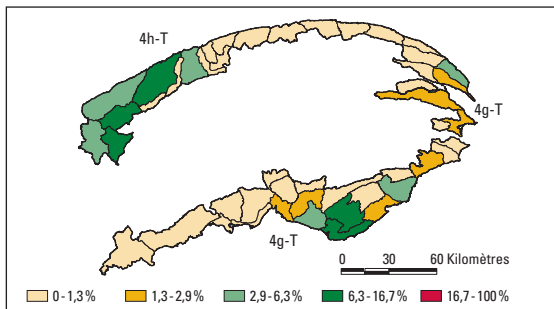 4h-T
4g-T
4g-T
0 30 60 Kilomètres
0 - 1,3 % 1,3 - 2,9 % 2,9 - 6,3 % 6,3 - 16,7 % 16,7 - 100 %